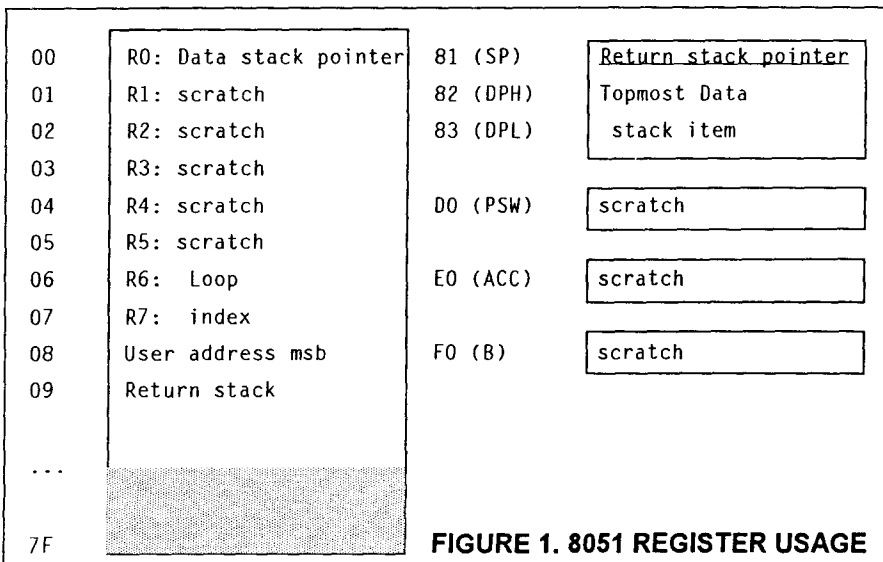 00 R0: Data stack pointer 81 (SP) Return stack pointer
01 R1: scratch 82 (DPH) Topmost Data
02 R2: scratch 83 (DPL) stack item
03 R3: scratch
04 R4: scratch D0 (PSW) scratch
05 R5: scratch
06 R6: Loop E0 (ACC) scratch
07 R7: index
08 User address msb F0 (B) scratch
09 Return stack
...
7F FIGURE 1. 8051 REGISTER USAGE